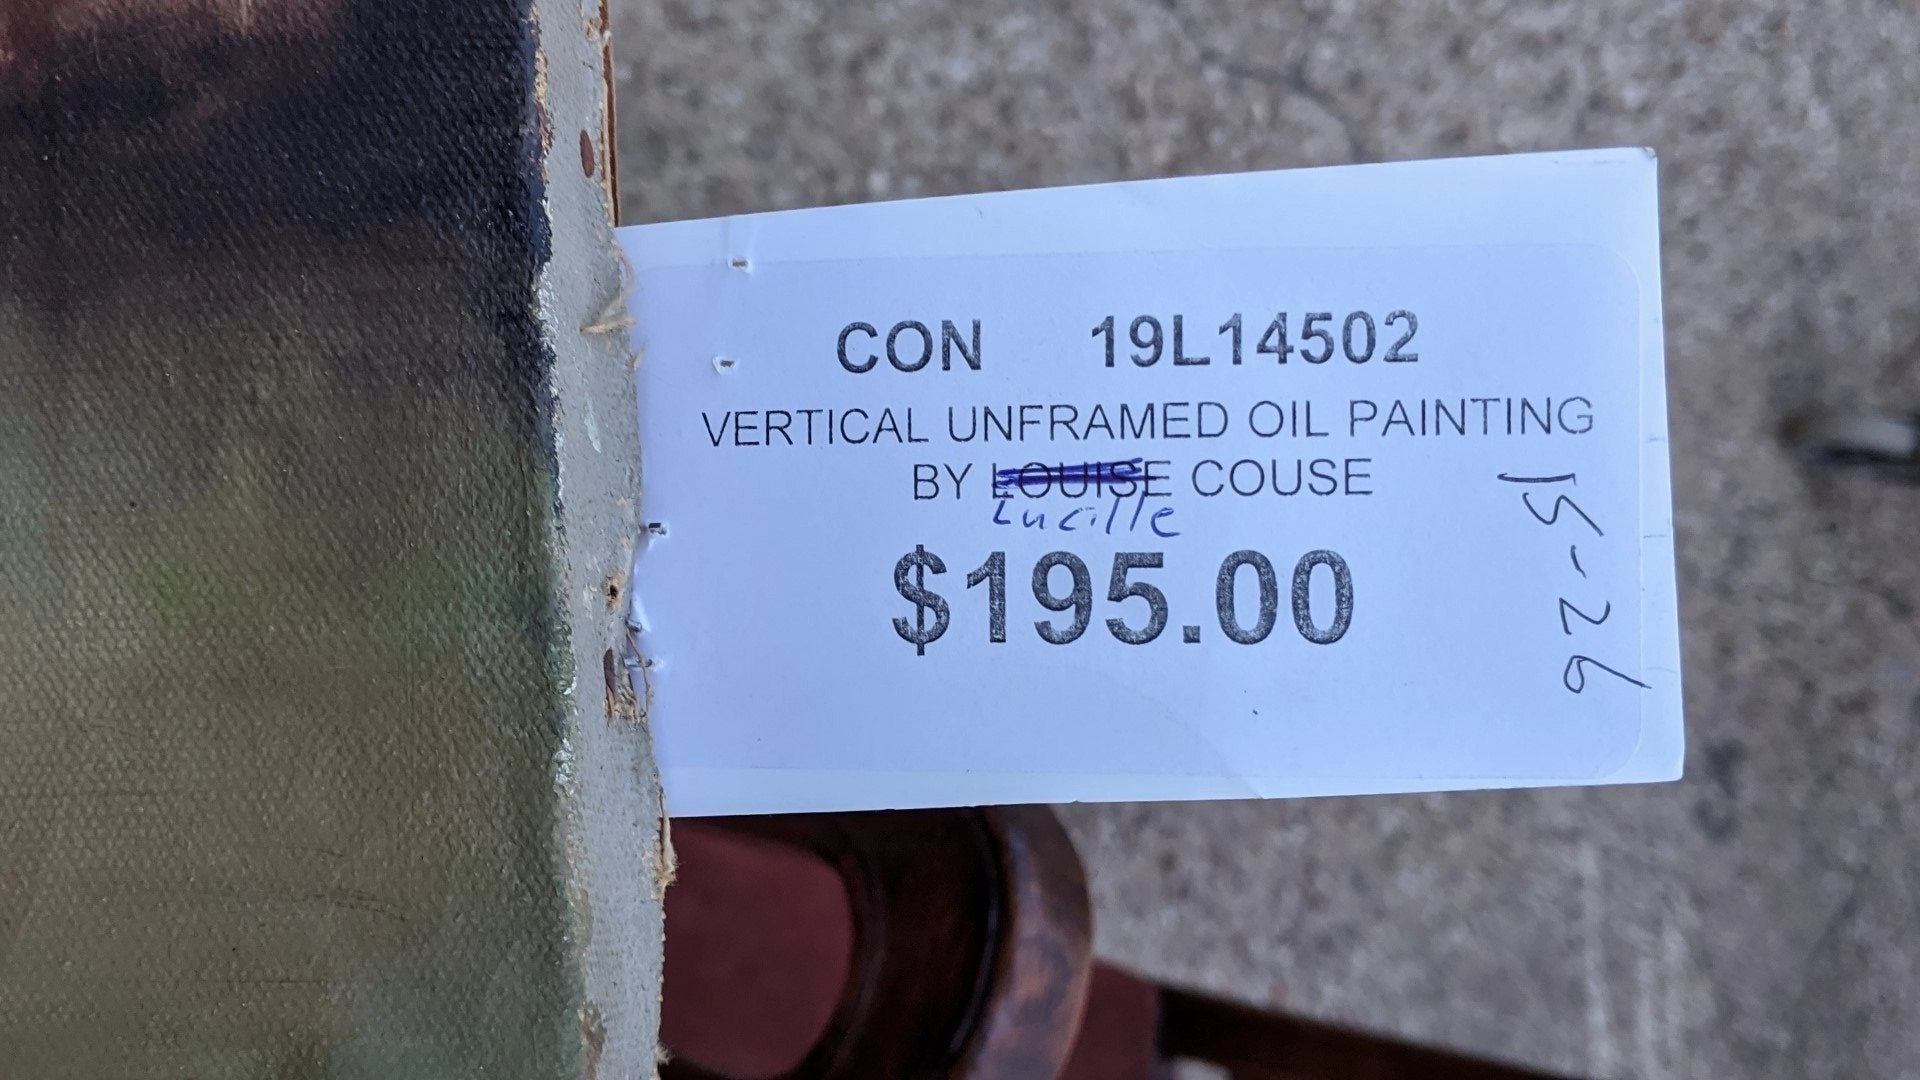 CON 19L14502
VERTICAL UNFRAMED OIL PAINTING
BY LOUISE COUSE
Lucille
$195.00
15-26